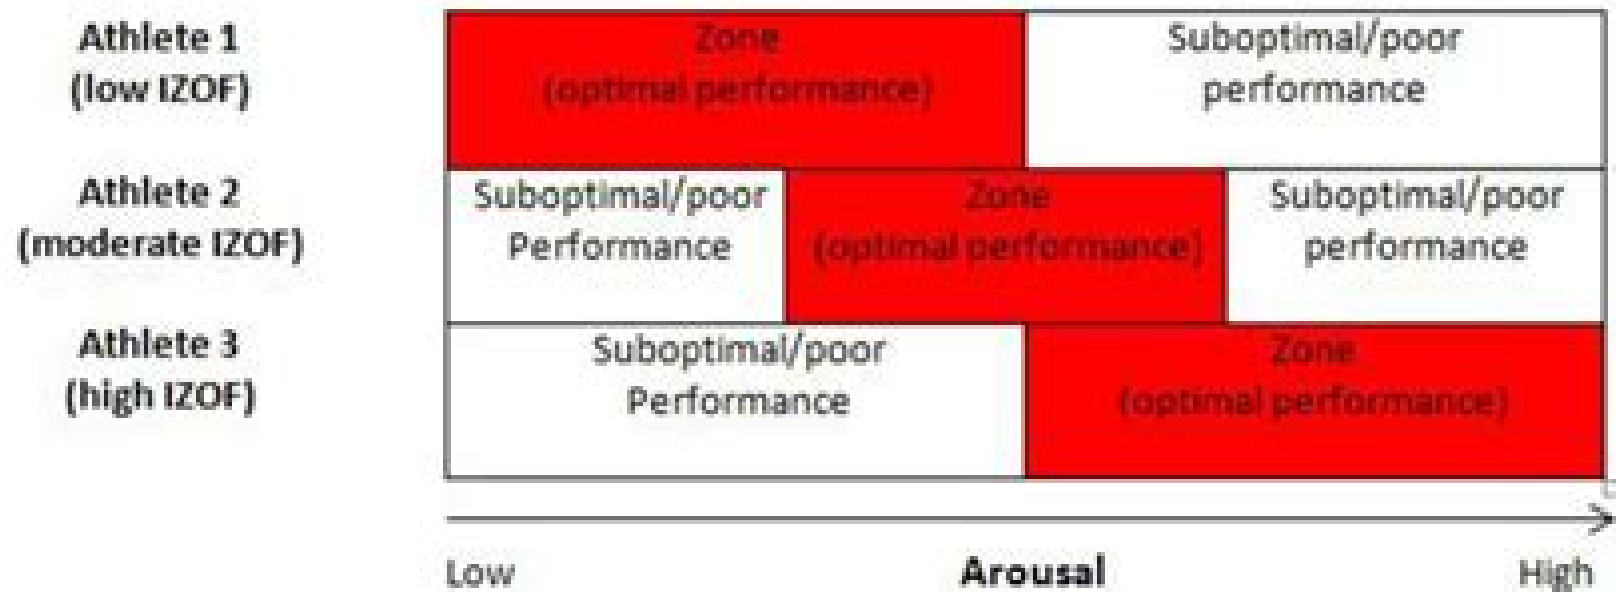 Athlete 1
(low IZOF)
Zone
(optimal performance)
Suboptimal/poor
performance
Athlete 2
(moderate IZOF)
Suboptimal/poor
Performance
Zone
(optimal performance)
Suboptimal/poor
performance
Athlete 3
(high IZOF)
Suboptimal/poor
Performance
Zone
(optimal performance)
Low
Arousal
High